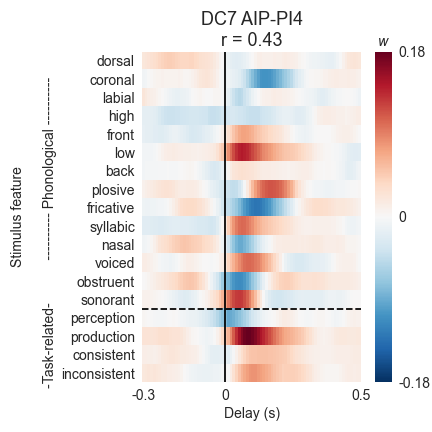 DC7 AIP-PI4
r = 0.43
w
dorsal
coronal
labial
high
front
low
back
plosive
fricative
syllabic
nasal
voiced
obstruent
sonorant
perception
production
consistent
inconsistent
Stimulus feature
-Task-related- ---------- Phonological ----------
0.18
0
-0.18
-0.3 0 0.5
Delay (s)